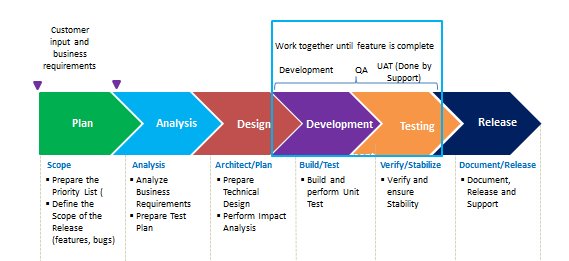 Customer
input and
business
requirements
Work together until feature is complete
Development
QA
UAT (Done by
Support)
Plan
Analysis
Design
Development
Testing
Release
Scope
▪ Prepare the
Priority List (
▪ Define the
Scope of the
Release
(features, bugs)
Analysis
▪ Analyze
Business
Requirements
▪ Prepare Test
Plan
Architect/Plan
▪ Prepare
Technical
Design
▪ Perform Impact
Analysis
Build/Test
▪ Build and
perform Unit
Test
Verify/Stabilize
▪ Verify and
ensure
Stability
Document/Release
▪ Document,
Release and
Support